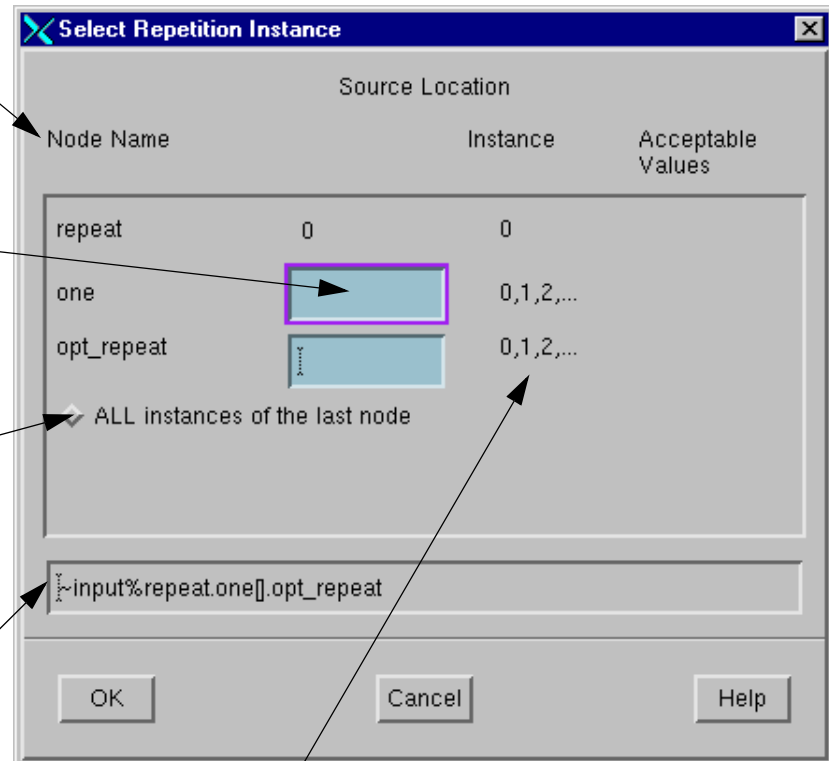 Select Repetition Instance
Source Location
Node Name Instance Acceptable
Values
repeat 0 0
one 0,1,2,...
opt_repeat 0,1,2,...
ALL instances of the last node
~input%repeat.one[].opt_repeat
OK Cancel Help